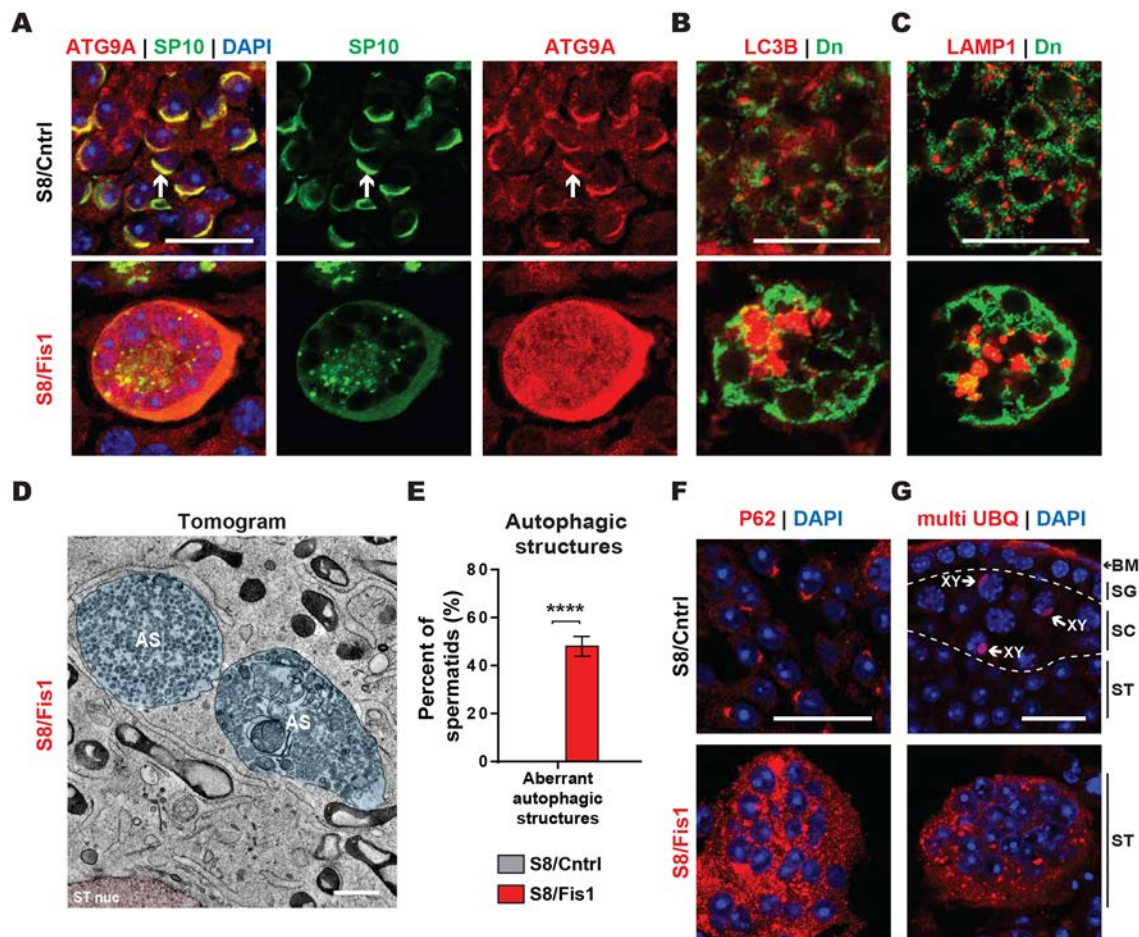 A
ATG9A | SP10 | DAPI
SP10
ATG9A
B
LC3B | Dn
C
LAMP1 | Dn
S8/Cntrl
S8/Fis1
D
Tomogram
S8/Fis1
AS
AS
ST nuc
E
Autophagic
structures
Percent of
spermatids (%)
80
60
40
20
0
****
Aberrant
autophagic
structures
S8/Cntrl
S8/Fis1
F
P62 | DAPI
G
multi UBQ | DAPI
S8/Cntrl
XY
XY
XY
BM
SG
SC
ST
S8/Fis1
ST